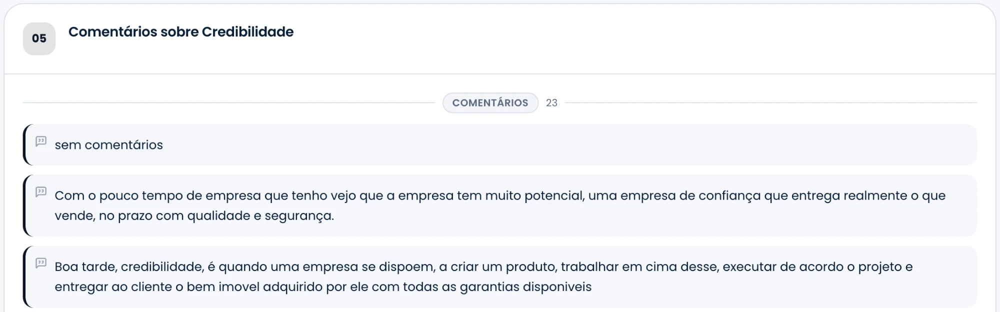 05
Comentários sobre Credibilidade
COMENTÁRIOS 23
sem comentários
Com o pouco tempo de empresa que tenho vejo que a empresa tem muito potencial, uma empresa de confiança que entrega realmente o que
vende, no prazo com qualidade e segurança.
Boa tarde, credibilidade, é quando uma empresa se dispoem, a criar um produto, trabalhar em cima desse, executar de acordo o projeto e
entregar ao cliente o bem imovel adquirido por ele com todas as garantias disponiveis